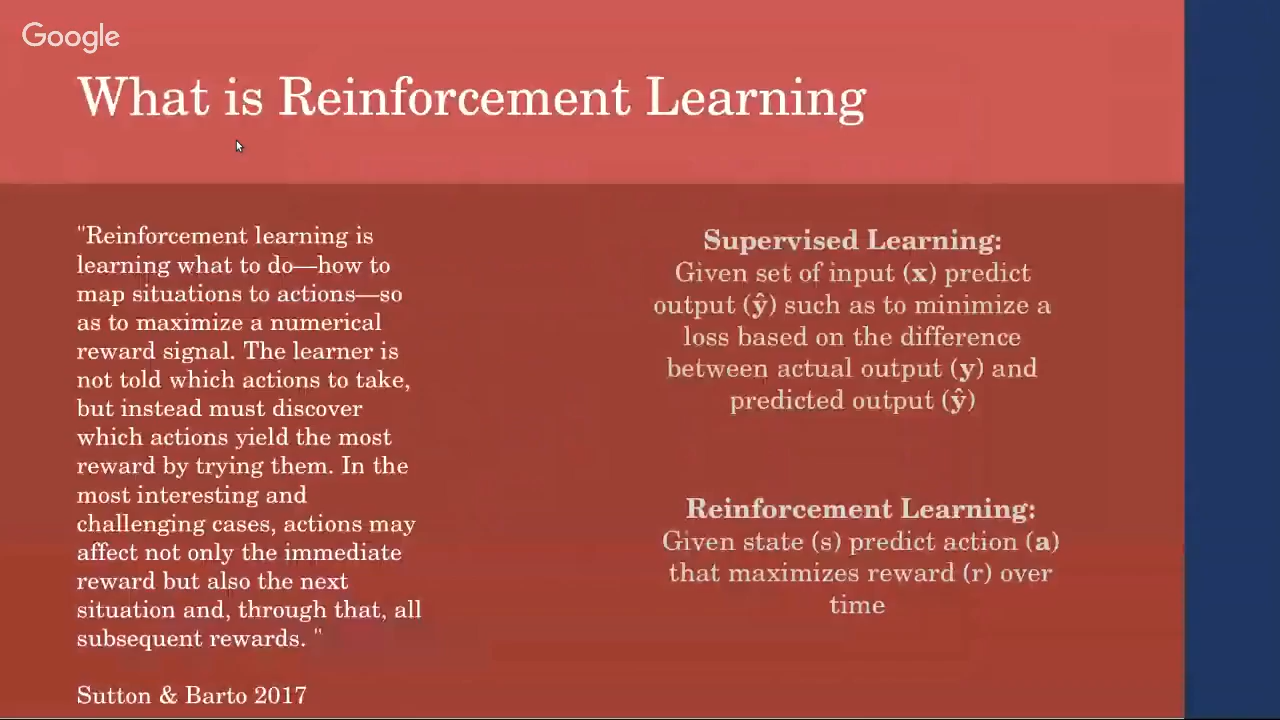 Google
What is Reinforcement Learning
"Reinforcement learning is
learning what to do—how to
map situations to actions—so
as to maximize a numerical
reward signal. The learner is
not told which actions to take,
but instead must discover
which actions yield the most
reward by trying them. In the
most interesting and
challenging cases, actions may
affect not only the immediate
reward but also the next
situation and, through that, all
subsequent rewards. "
Sutton & Barto 2017
Supervised Learning:
Given set of input (x) predict
output (ŷ) such as to minimize a
loss based on the difference
between actual output (y) and
predicted output (ŷ)
Reinforcement Learning:
Given state (s) predict action (a)
that maximizes reward (r) over
time